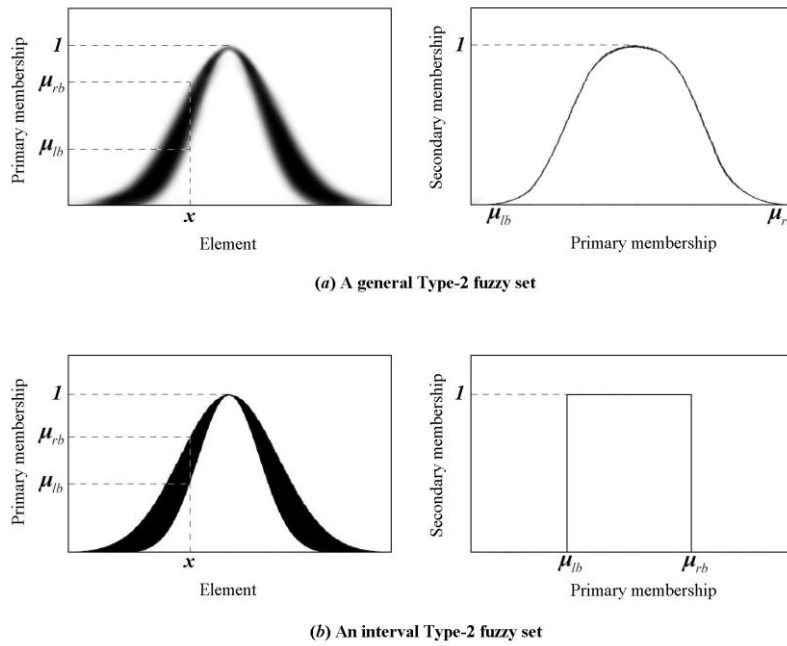 Primary membership
1
μrb
μlb
x
Element
Secondary membership
1
μlb
μr
Primary membership
(a) A general Type-2 fuzzy set
Primary membership
1
μrb
μlb
x
Element
Secondary membership
1
μlb
μrb
Primary membership
(b) An interval Type-2 fuzzy set